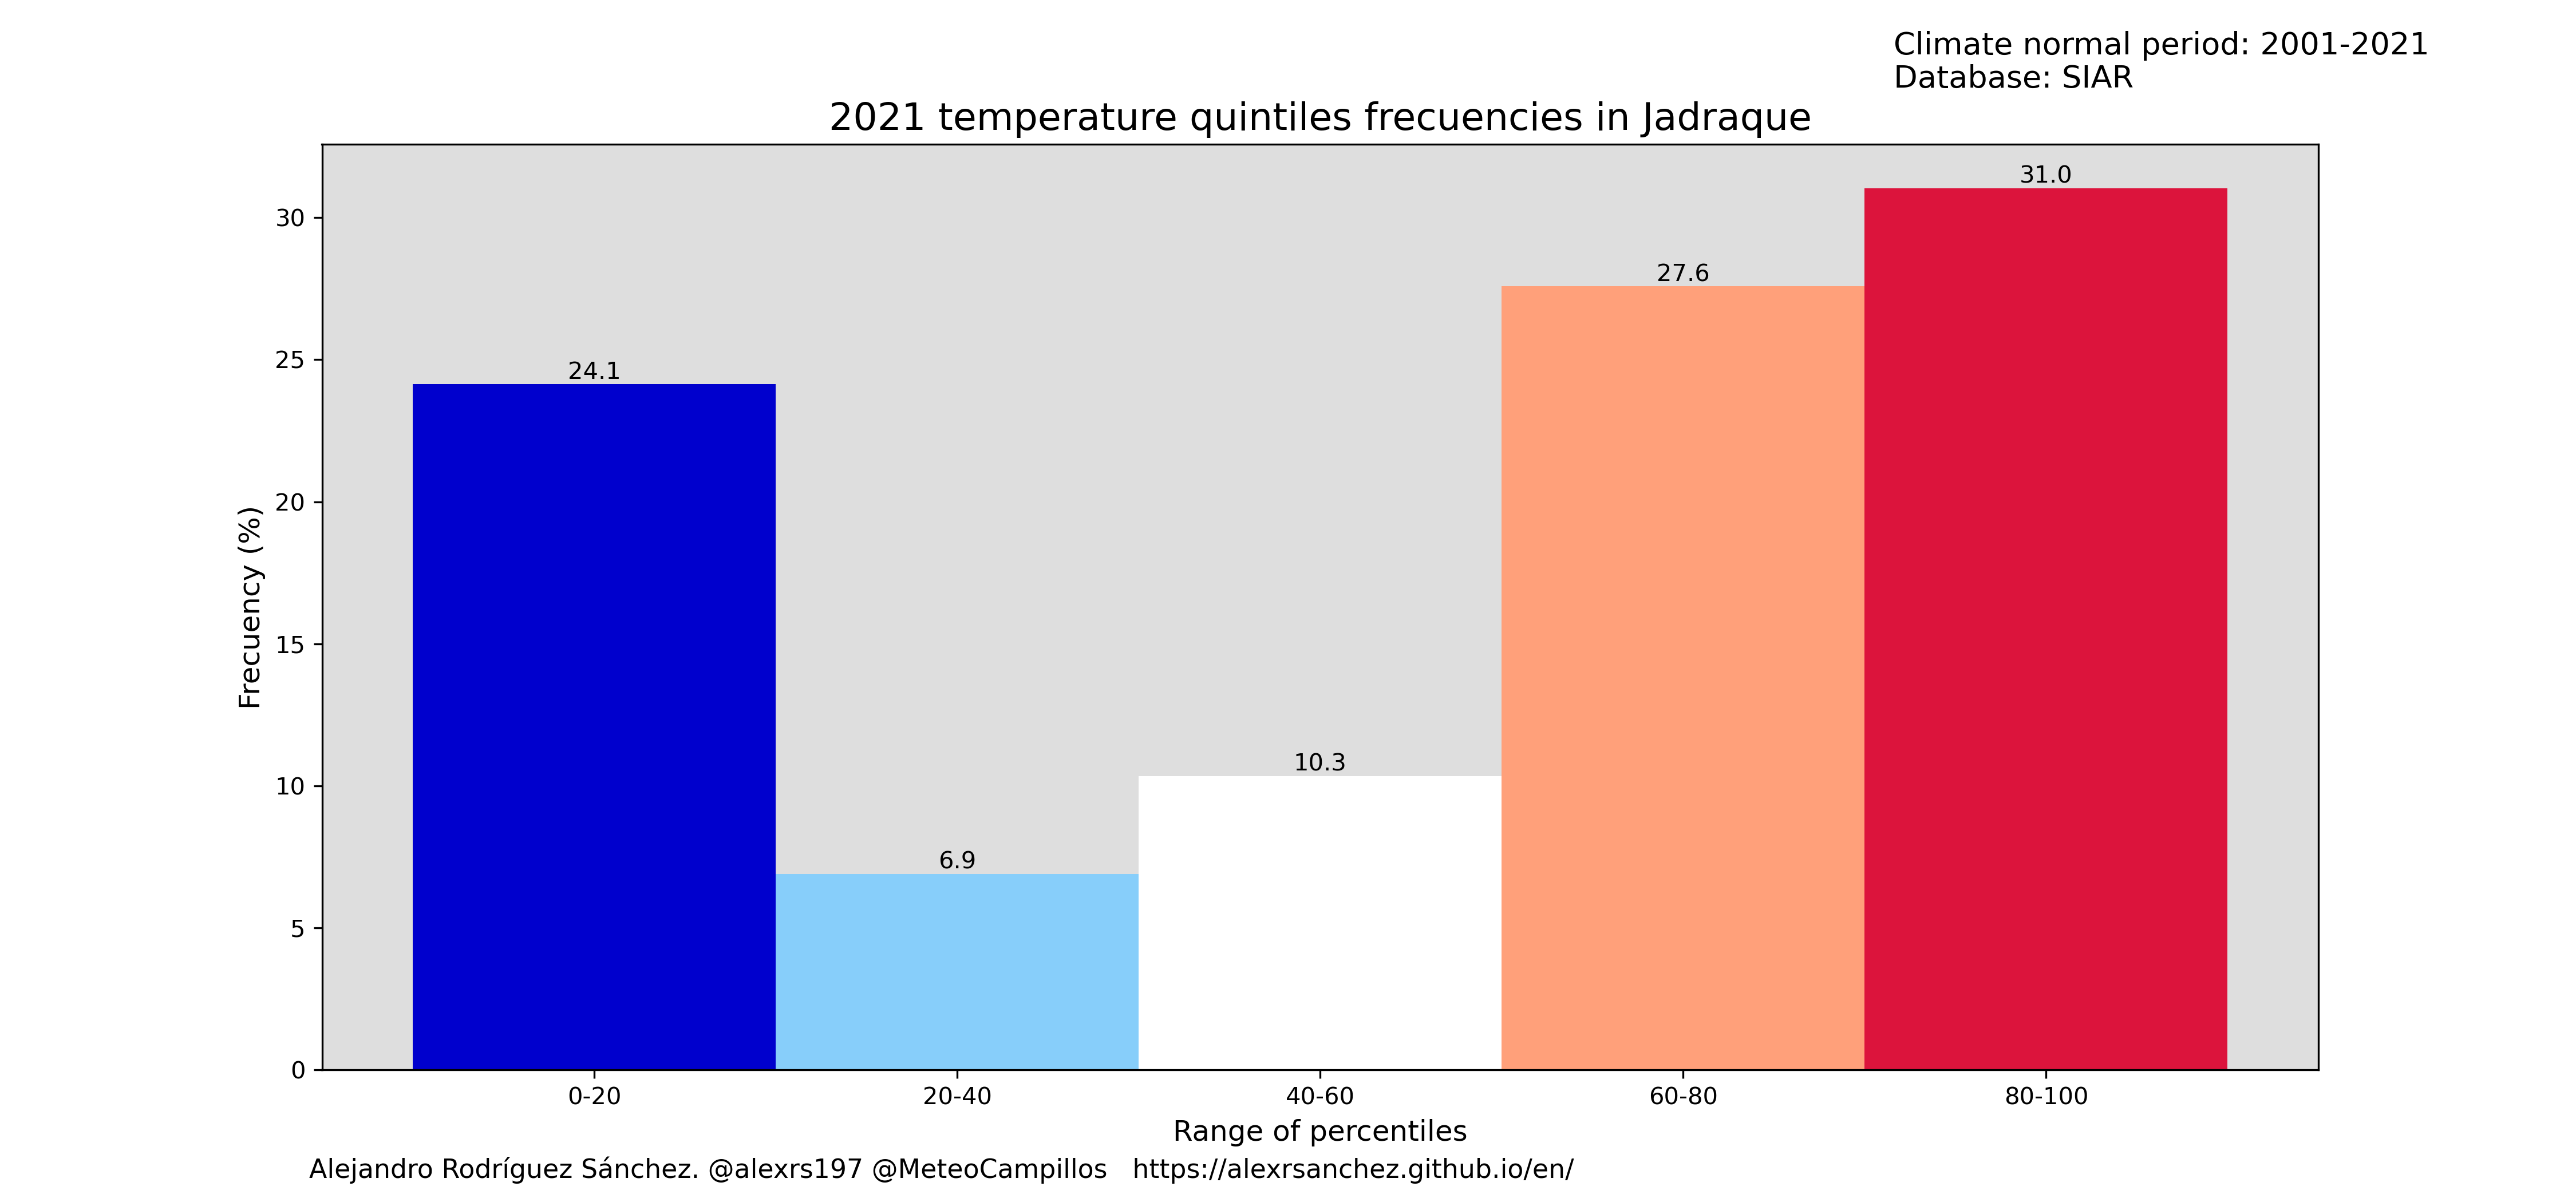 Climate normal period: 2001-2021
Database: SIAR
2021 temperature quintiles frecuencies in Jadraque
Frecuency (%)
30
25
20
15
10
5
0
24.1
6.9
10.3
27.6
31.0
0-20
20-40
40-60
60-80
80-100
Range of percentiles
Alejandro Rodríguez Sánchez. @alexrs197 @MeteoCampillos   https://alexrsanchez.github.io/en/